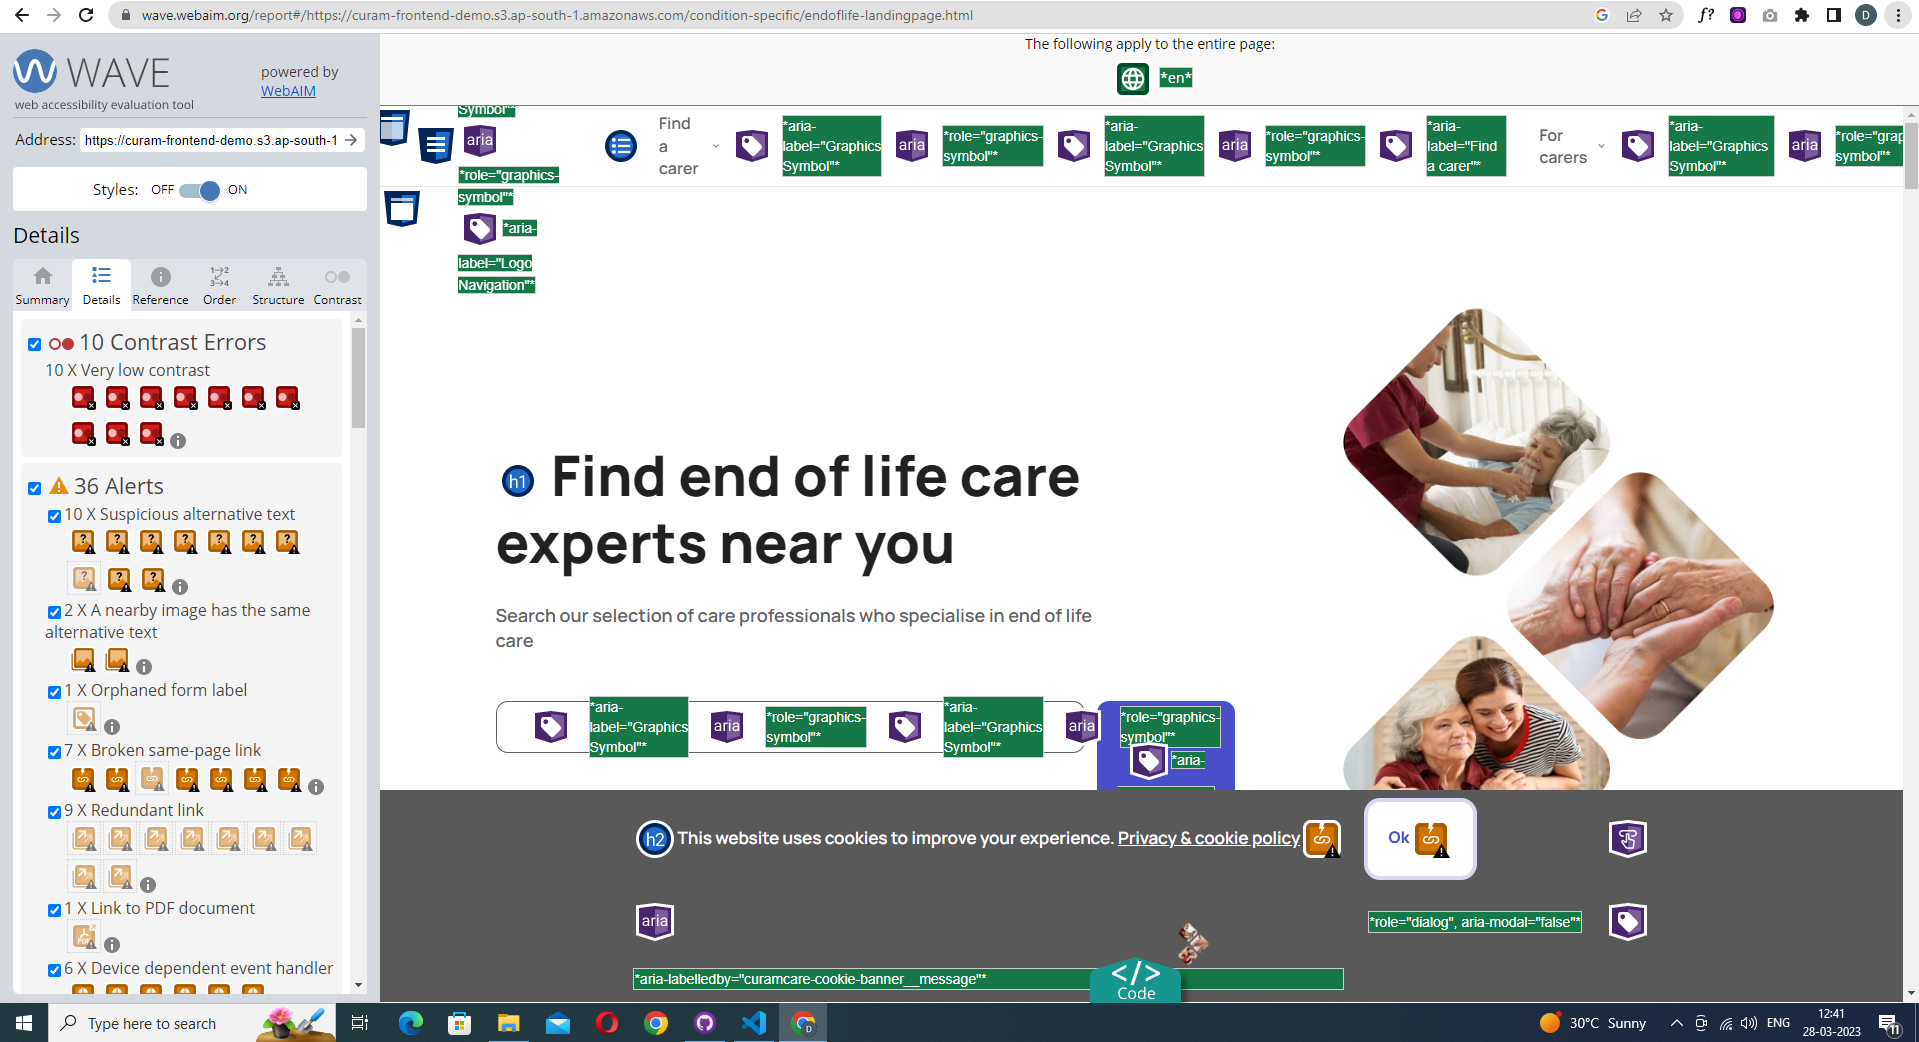 wave.webaim.org/report#/https://curam-frontend-demo.s3.ap-south-1.amazonaws.com/condition-specific/endoflife-landingpage.html
f?
D
WAVE
web accessibility evaluation tool
powered by
WebAIM
Address: https://curam-frontend-demo.s3.ap-south-1
Styles: OFF ON
Details
Summary
Details
Reference
Order
Structure
Contrast
10 Contrast Errors
10 X Very low contrast
36 Alerts
10 X Suspicious alternative text
2 X A nearby image has the same
alternative text
1 X Orphaned form label
7 X Broken same-page link
9 X Redundant link
1 X Link to PDF document
6 X Device dependent event handler
The following apply to the entire page:
*en*
Symbol"*
aria
*role="graphics-
symbol"*
*aria-
label="Logo
Navigation"*
Find
a
carer
*aria-
label="Graphics
Symbol"*
aria
*role="graphics-
symbol"*
*aria-
label="Graphics
Symbol"*
aria
*role="graphics-
symbol"*
*aria-
label="Find
a carer"*
For
carers
*aria-
label="Graphics
Symbol"*
aria
symbol"*
h1 Find end of life care
experts near you
Search our selection of care professionals who specialise in end of life
care
*aria-
label="Graphics
Symbol"*
aria
*role="graphics-
symbol"*
*aria-
label="Graphics
Symbol"*
aria
*role="graphics-
symbol"*
*aria-
h2 This website uses cookies to improve your experience. Privacy & cookie policy
Ok
aria
*role="dialog", aria-modal="false"*
*aria-labelledby="curamcare-cookie-banner__message"*
</>
Code
Type here to search
D
30°C Sunny
ENG
12:41
28-03-2023
11